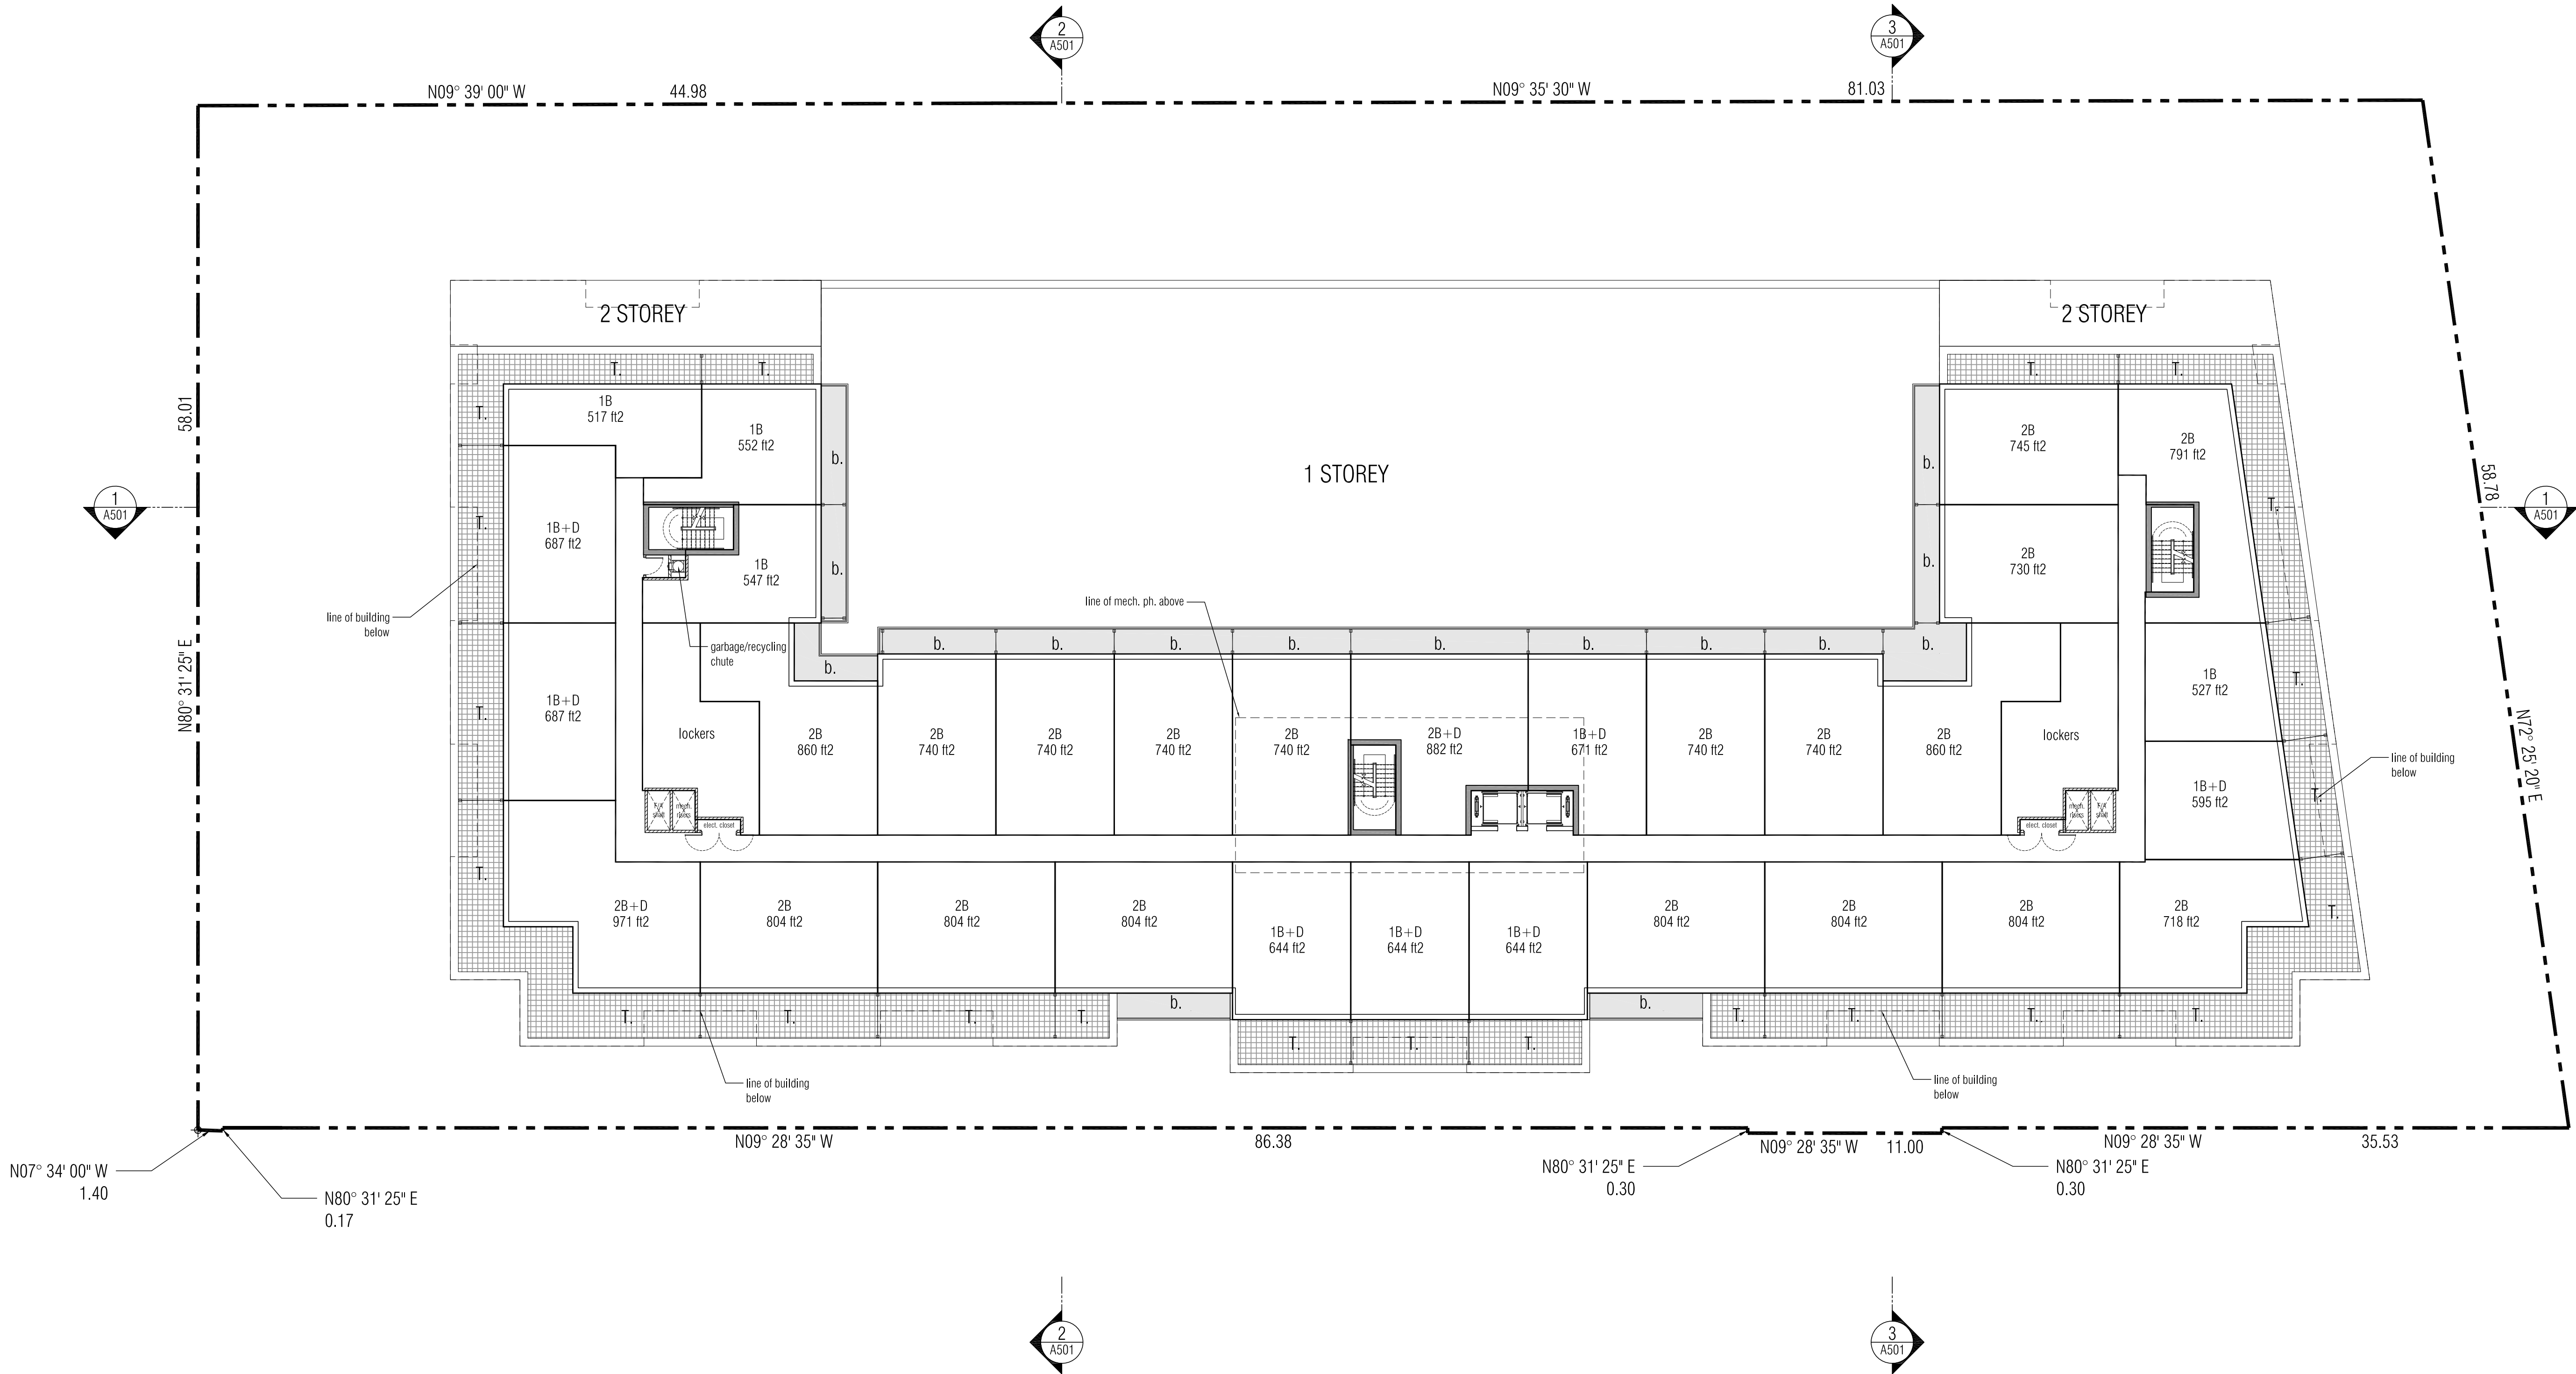 2
A501
3
A501
N09° 39' 00" W
44.98
N09° 35' 30" W
81.03
2 STOREY
2 STOREY
T.
T.
T.
T.
58.01
T.
1B
517 ft2
1B
552 ft2
b.
1 STOREY
b.
2B
745 ft2
2B
791 ft2
58.78
1
A501
T.
1B+D
687 ft2
1B
547 ft2
b.
b.
2B
730 ft2
T.
1
A501
line of building
below
line of mech. ph. above
garbage/recycling
chute
b.
b.
b.
b.
b.
b.
b.
b.
b.
b.
N80° 31' 25" E
T.
1B+D
687 ft2
lockers
2B
860 ft2
2B
740 ft2
2B
740 ft2
2B
740 ft2
2B
740 ft2
2B+D
882 ft2
1B+D
671 ft2
2B
740 ft2
2B
740 ft2
2B
860 ft2
lockers
1B
527 ft2
T.
N72° 25' 20" E
line of building
below
1B+D
595 ft2
T.
F/A
shaft
mech.
risers
elect. closet
elect. closet
mech.
risers
F/A
shaft
T.
2B+D
971 ft2
2B
804 ft2
2B
804 ft2
2B
804 ft2
1B+D
644 ft2
1B+D
644 ft2
1B+D
644 ft2
2B
804 ft2
2B
804 ft2
2B
804 ft2
2B
718 ft2
T.
T.
T.
T.
T.
b.
b.
T.
T.
T.
T.
T.
T.
T.
line of building
below
line of building
below
N09° 28' 35" W
86.38
N09° 28' 35" W
11.00
N09° 28' 35" W
35.53
N07° 34' 00" W
1.40
N80° 31' 25" E
0.17
N80° 31' 25" E
0.30
N80° 31' 25" E
0.30
2
A501
3
A501